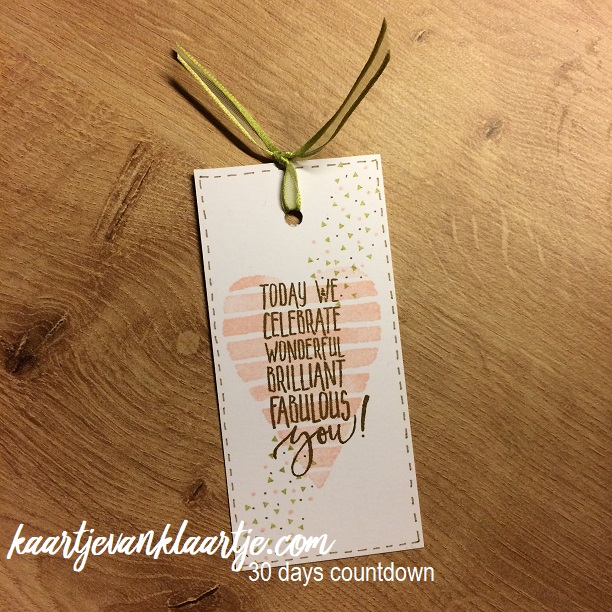 TODAY WE
CELEBRATE
WONDERFUL
BRILLIANT
FABULOUS
you!
kaartjevanklaartje.com
30 days countdown